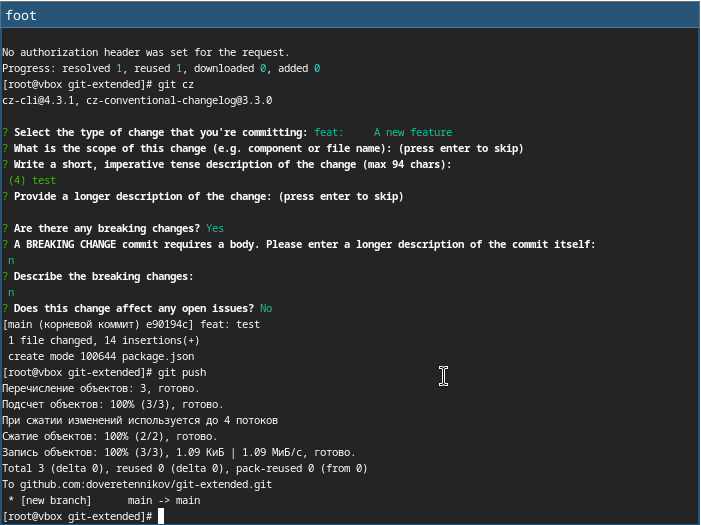 foot
No authorization header was set for the request.
Progress: resolved 1, reused 1, downloaded 0, added 0
[root@vbox git-extended]# git cz
cz-cli@4.3.1, cz-conventional-changelog@3.3.0
? Select the type of change that you're committing: feat:     A new feature
? What is the scope of this change (e.g. component or file name): (press enter to skip)
? Write a short, imperative tense description of the change (max 94 chars):
 (4) test
? Provide a longer description of the change: (press enter to skip)
? Are there any breaking changes? Yes
? A BREAKING CHANGE commit requires a body. Please enter a longer description of the commit itself:
 n
? Describe the breaking changes:
 n
? Does this change affect any open issues? No
[main (корневой коммит) e90194c] feat: test
 1 file changed, 14 insertions(+)
 create mode 100644 package.json
[root@vbox git-extended]# git push
Перечисление объектов: 3, готово.
Подсчет объектов: 100% (3/3), готово.
При сжатии изменений используется до 4 потоков
Сжатие объектов: 100% (2/2), готово.
Запись объектов: 100% (3/3), 1.09 КиБ | 1.09 МиБ/с, готово.
Total 3 (delta 0), reused 0 (delta 0), pack-reused 0 (from 0)
To github.com:doveretennikov/git-extended.git
 * [new branch]      main -> main
[root@vbox git-extended]#